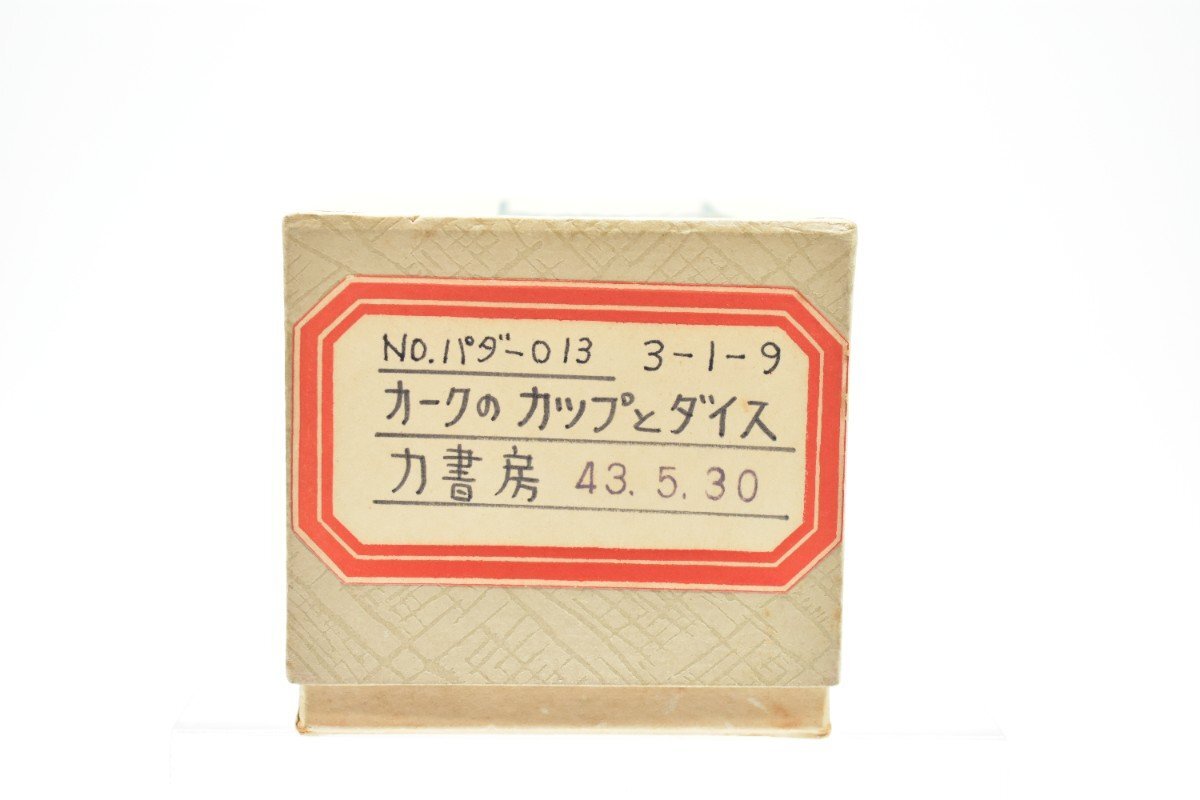 No.パダ-013 3-1-9
カークのカップとダイス
力書房 43.5.30